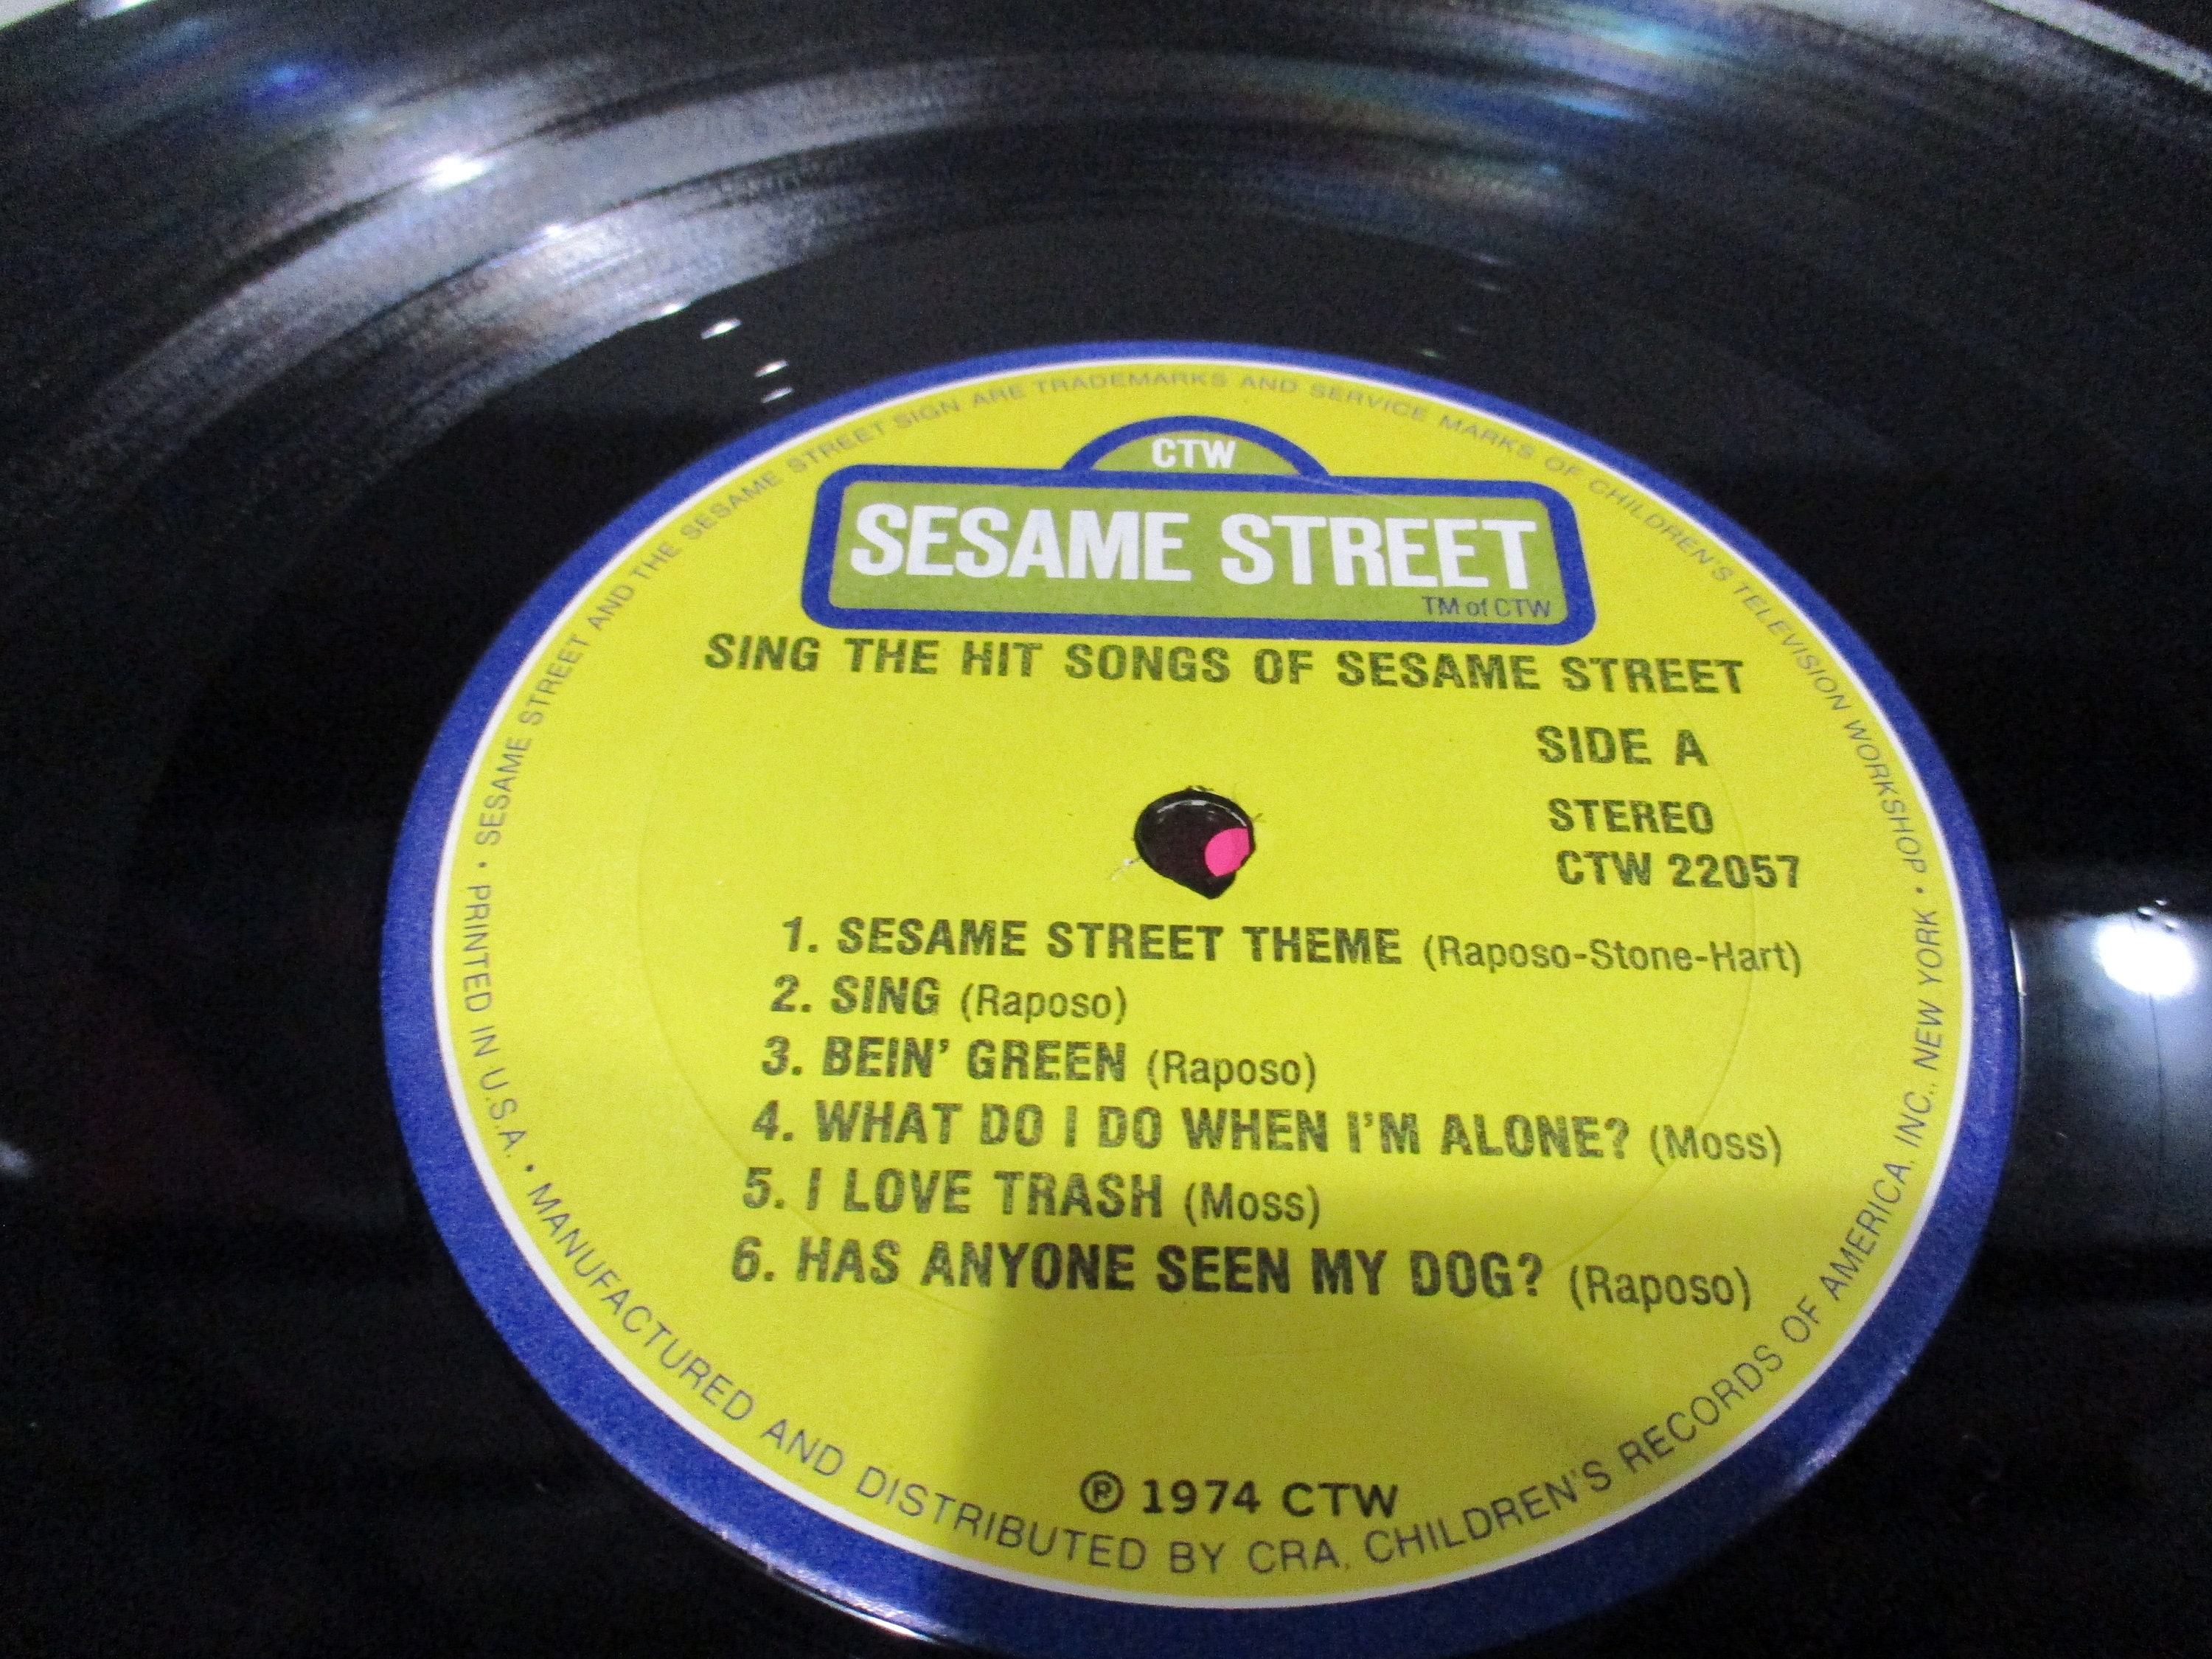 CTW
SESAME STREET
TM of CTW
SING THE HIT SONGS OF SESAME STREET
SIDE A
STEREO
CTW 22057
1. SESAME STREET THEME (Raposo-Stone-Hart)
2. SING (Raposo)
3. BEIN' GREEN (Raposo)
4. WHAT DO I DO WHEN I'M ALONE? (Moss)
5. I LOVE TRASH (Moss)
6. HAS ANYONE SEEN MY DOG? (Raposo)
Ⓟ 1974 CTW
• SESAME STREET AND THE SESAME STREET SIGN ARE TRADEMARKS AND SERVICE MARKS OF CHILDREN'S TELEVISION WORKSHOP •
PRINTED IN U.S.A. • MANUFACTURED AND DISTRIBUTED BY CRA, CHILDREN'S RECORDS OF AMERICA, INC., NEW YORK